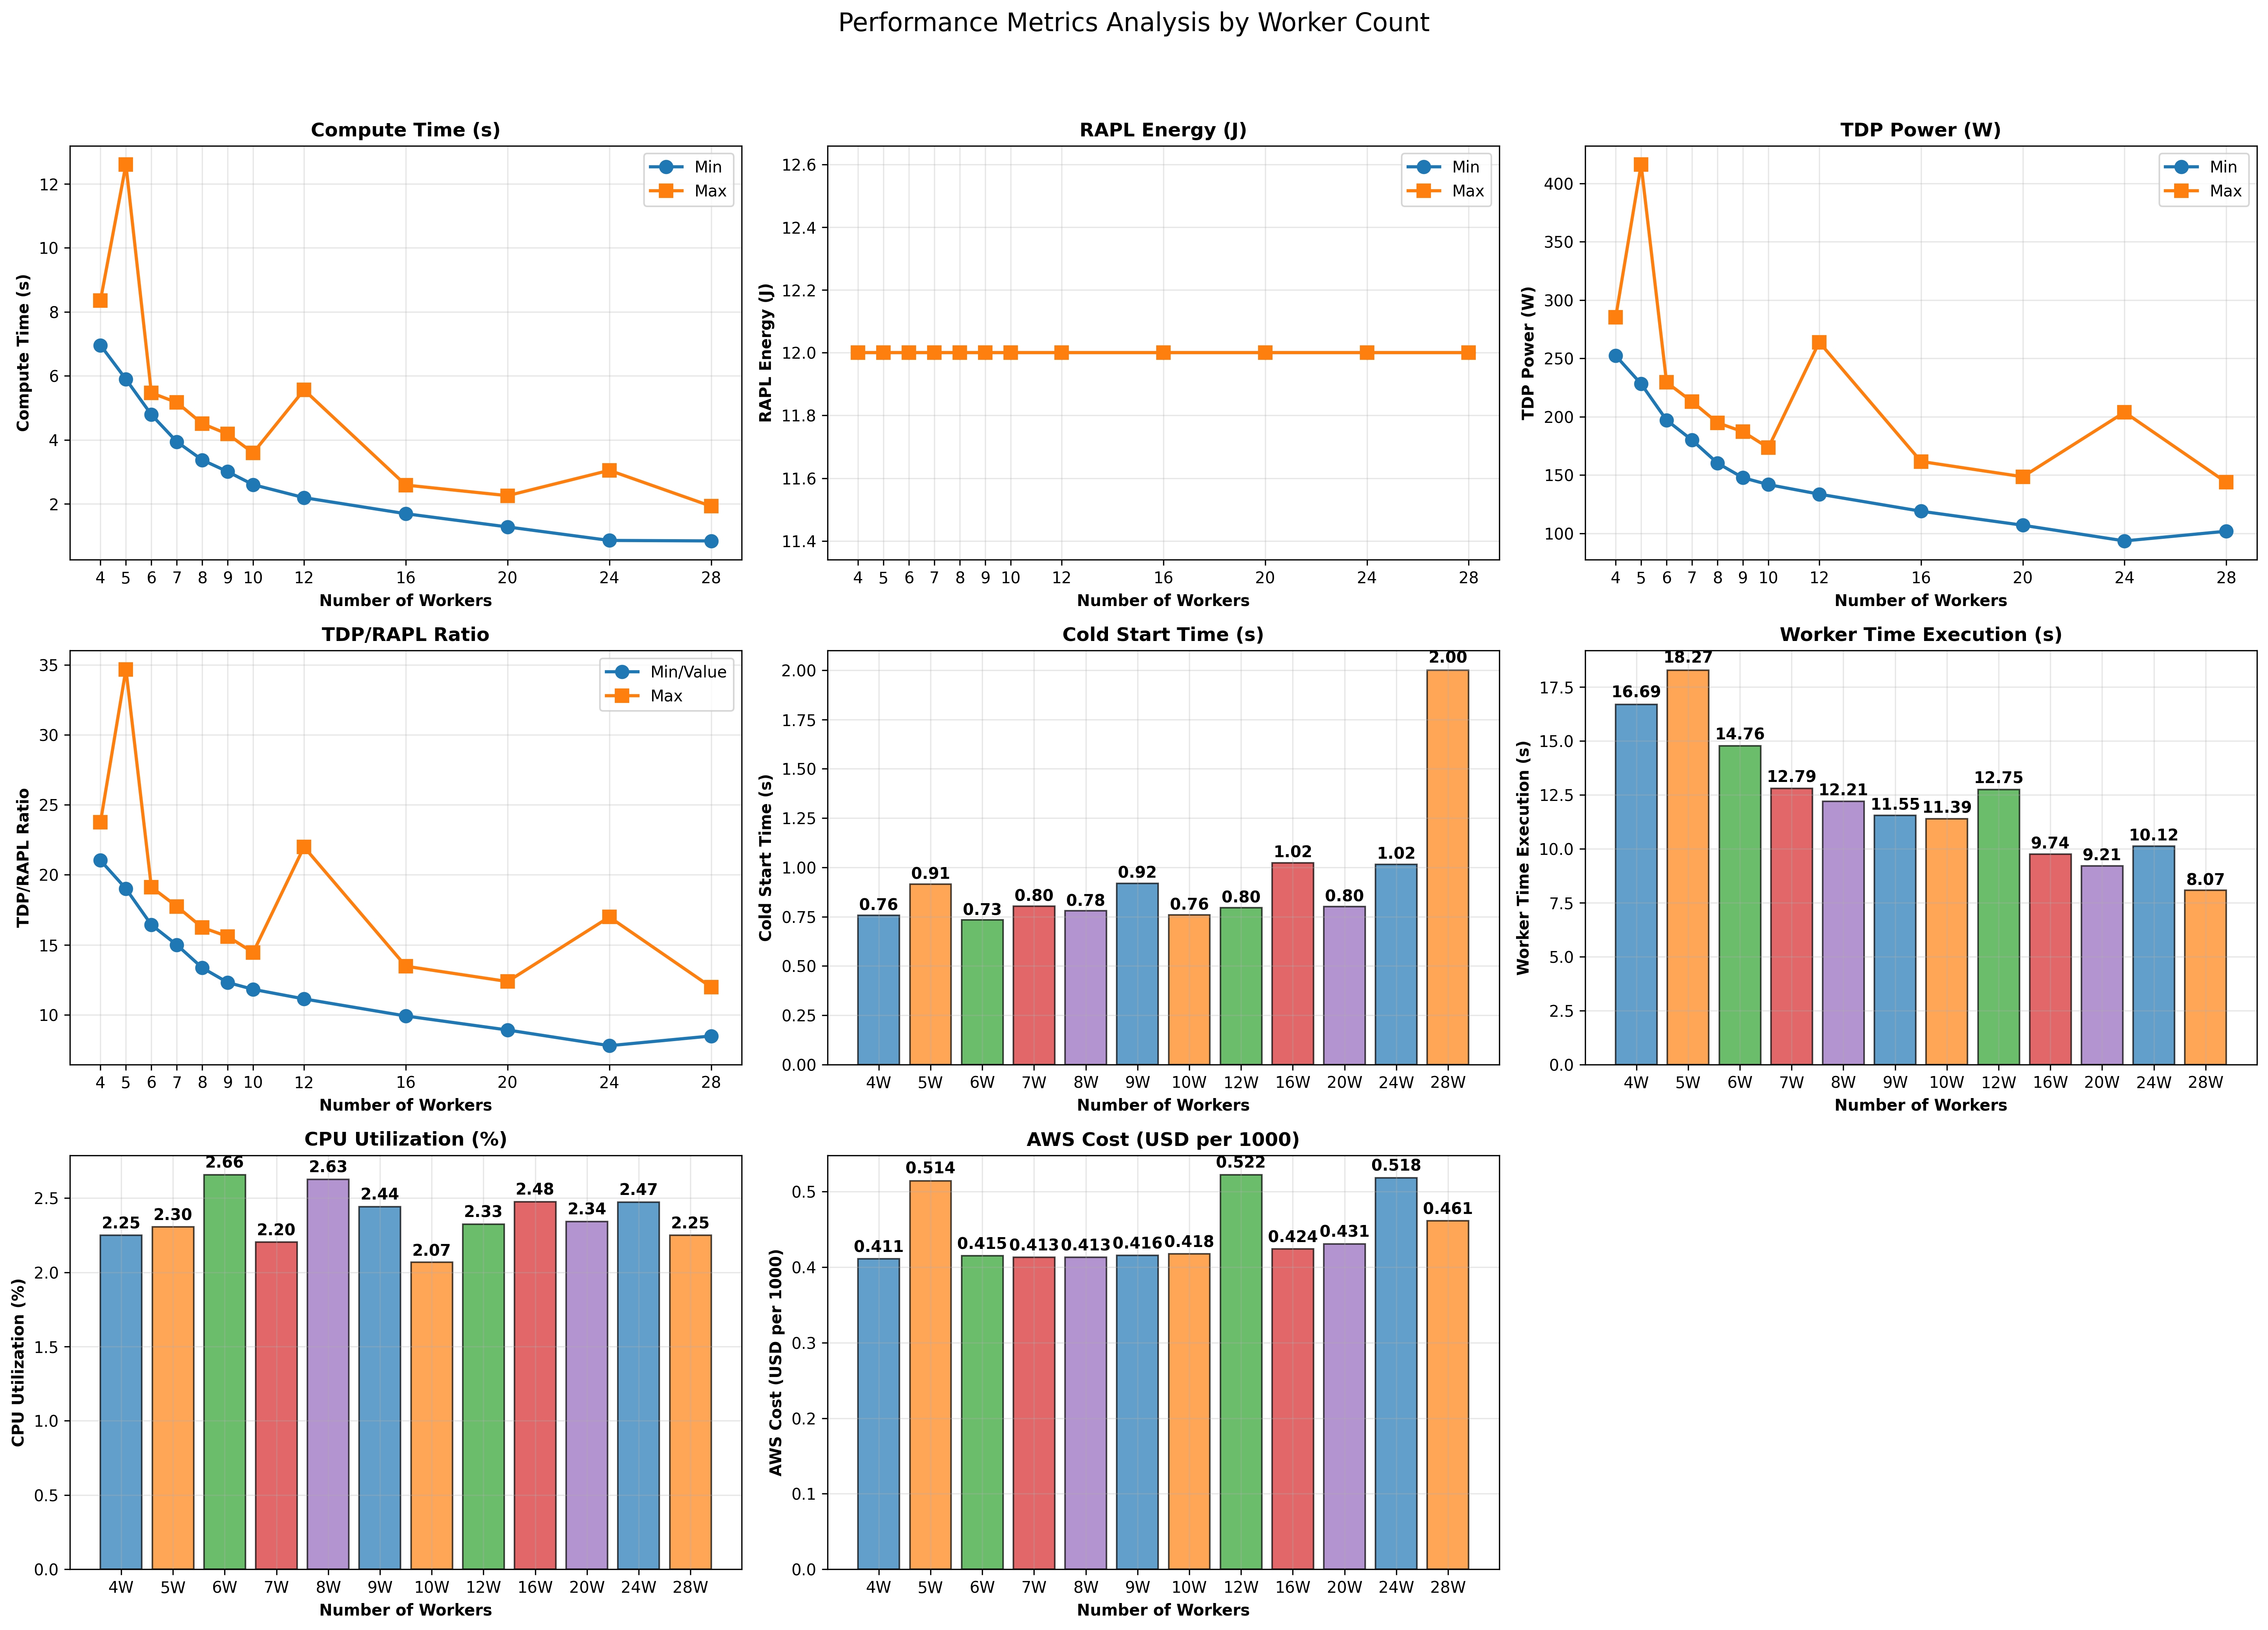 Performance Metrics Analysis by Worker Count
Compute Time (s)
Compute Time (s)
12
10
8
6
4
2
Min
Max
4 5 6 7 8 9 10 12 16 20 24 28
Number of Workers
RAPL Energy (J)
RAPL Energy (J)
12.6
12.4
12.2
12.0
11.8
11.6
11.4
Min
Max
4 5 6 7 8 9 10 12 16 20 24 28
Number of Workers
TDP Power (W)
TDP Power (W)
400
350
300
250
200
150
100
Min
Max
4 5 6 7 8 9 10 12 16 20 24 28
Number of Workers
TDP/RAPL Ratio
TDP/RAPL Ratio
35
30
25
20
15
10
Min/Value
Max
4 5 6 7 8 9 10 12 16 20 24 28
Number of Workers
Cold Start Time (s)
Cold Start Time (s)
2.00
1.75
1.50
1.25
1.00
0.75
0.50
0.25
0.00
0.76 0.91 0.73 0.80 0.78 0.92 0.76 0.80 1.02 0.80 1.02 2.00
4W 5W 6W 7W 8W 9W 10W 12W 16W 20W 24W 28W
Number of Workers
Worker Time Execution (s)
Worker Time Execution (s)
17.5
15.0
12.5
10.0
7.5
5.0
2.5
0.0
16.69 18.27 14.76 12.79 12.21 11.55 11.39 12.75 9.74 9.21 10.12 8.07
4W 5W 6W 7W 8W 9W 10W 12W 16W 20W 24W 28W
Number of Workers
CPU Utilization (%)
CPU Utilization (%)
2.5
2.0
1.5
1.0
0.5
0.0
2.25 2.30 2.66 2.20 2.63 2.44 2.07 2.33 2.48 2.34 2.47 2.25
4W 5W 6W 7W 8W 9W 10W 12W 16W 20W 24W 28W
Number of Workers
AWS Cost (USD per 1000)
AWS Cost (USD per 1000)
0.5
0.4
0.3
0.2
0.1
0.0
0.411 0.514 0.415 0.413 0.413 0.416 0.418 0.522 0.424 0.431 0.518 0.461
4W 5W 6W 7W 8W 9W 10W 12W 16W 20W 24W 28W
Number of Workers